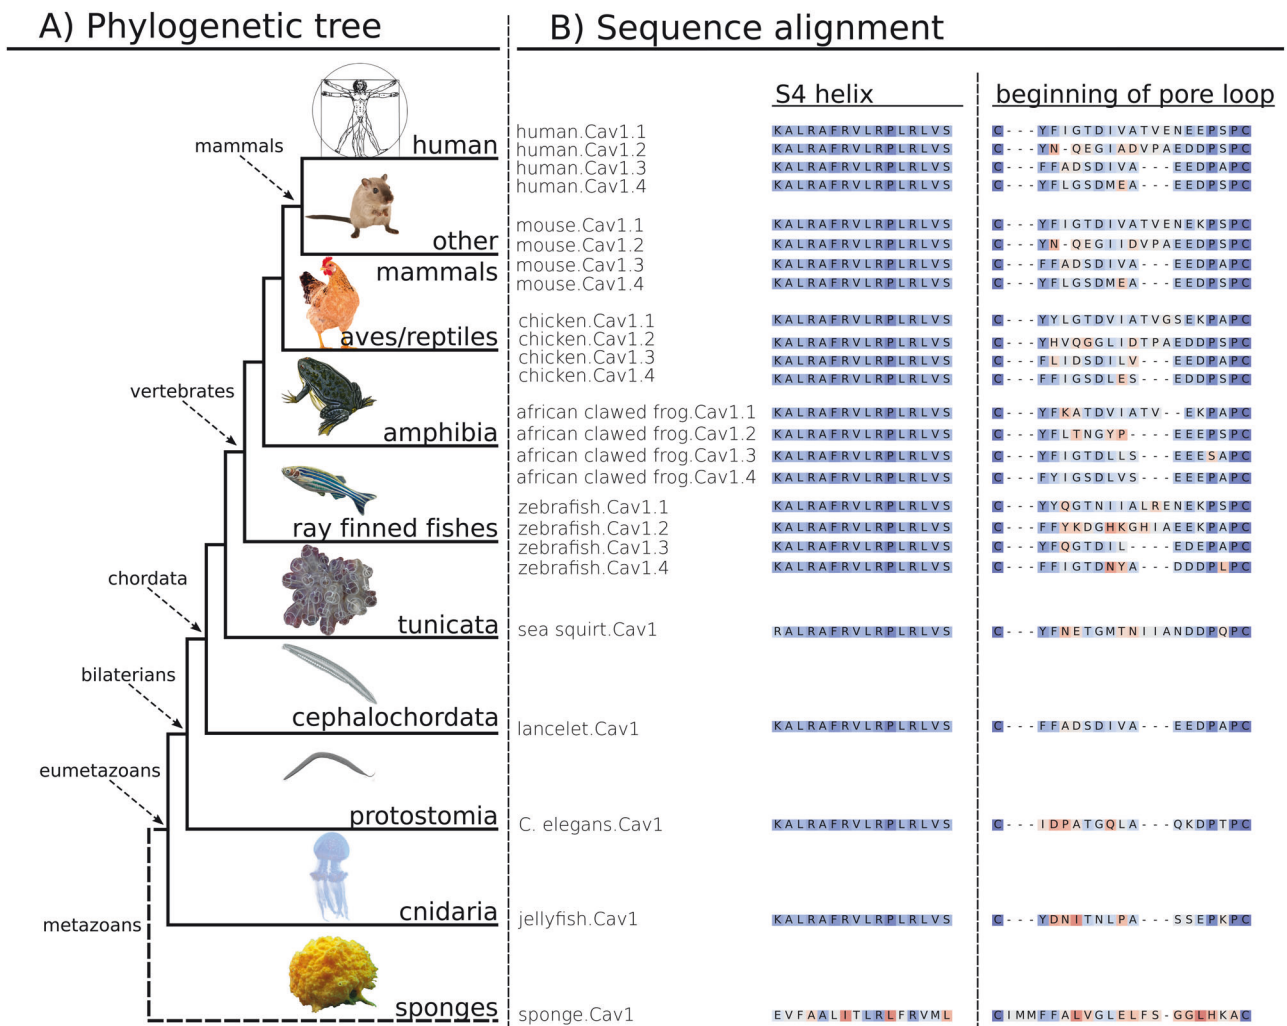 A) Phylogenetic tree
B) Sequence alignment
S4 helix
beginning of pore loop
mammals
human
other
mammals
aves/reptiles
vertebrates
amphibia
ray finned fishes
chordata
tunicata
bilaterians
cephalochordata
eumetazoans
protostomia
cnidaria
metazoans
sponges
human.Cav1.1 KALRAFRVLRPLRLVS C---YFIGTDIVATVENEEPSPC
human.Cav1.2 KALRAFRVLRPLRLVS C---YN-QEGIADVPAEDDPSPC
human.Cav1.3 KALRAFRVLRPLRLVS C---FFADSDIVA---EEDPSPC
human.Cav1.4 KALRAFRVLRPLRLVS C---YFLGSDMEA---EEDPSPC
mouse.Cav1.1 KALRAFRVLRPLRLVS C---YFIGTDIVATVENEKPSPC
mouse.Cav1.2 KALRAFRVLRPLRLVS C---YN-QEGIIDVPAEEDPSPC
mouse.Cav1.3 KALRAFRVLRPLRLVS C---FFADSDIVA---EEDPAPC
mouse.Cav1.4 KALRAFRVLRPLRLVS C---YFLGSDMEA---EEDPSPC
chicken.Cav1.1 KALRAFRVLRPLRLVS C---YYLGTDVIATVGSEKPAPC
chicken.Cav1.2 KALRAFRVLRPLRLVS C---YHVQGGLIDTPAEDDPAPC
chicken.Cav1.3 KALRAFRVLRPLRLVS C---FLIDSDILV---EEDPAPC
chicken.Cav1.4 KALRAFRVLRPLRLVS C---FFIGSDLES---EDDPSPC
african clawed frog.Cav1.1 KALRAFRVLRPLRLVS C---YFKATDVIATV--EKPAPC
african clawed frog.Cav1.2 KALRAFRVLRPLRLVS C---YFLTNGYP----EEEPSPC
african clawed frog.Cav1.3 KALRAFRVLRPLRLVS C---YFIGTDLLS---EEESAPC
african clawed frog.Cav1.4 KALRAFRVLRPLRLVS C---FYIGSDLVS---EEEPAPC
zebrafish.Cav1.1 KALRAFRVLRPLRLVS C---YYQGTNIIALRENEKPSPC
zebrafish.Cav1.2 KALRAFRVLRPLRLVS C---FFYKDGHKGHIAEEKPAPC
zebrafish.Cav1.3 KALRAFRVLRPLRLVS C---YFQGTDIL----EDEPAPC
zebrafish.Cav1.4 KALRAFRVLRPLRLVS C---FFIGTDNYA---DDDPLPC
sea squirt.Cav1 RALRAFRVLRPLRLVS C---YFNETGMTNIIANDDPQPC
lancelet.Cav1 KALRAFRVLRPLRLVS C---FFADSDIVA---EEDPAPC
C. elegans.Cav1 KALRAFRVLRPLRLVS C---IDPATGQLA---QKDPTPC
jellyfish.Cav1 KALRAFRVLRPLRLVS C---YDNITNLPA---SSEPKPC
sponge.Cav1 EVFAALITLRLFRVML CIMMFFALVGLELFS-GGLHKAC